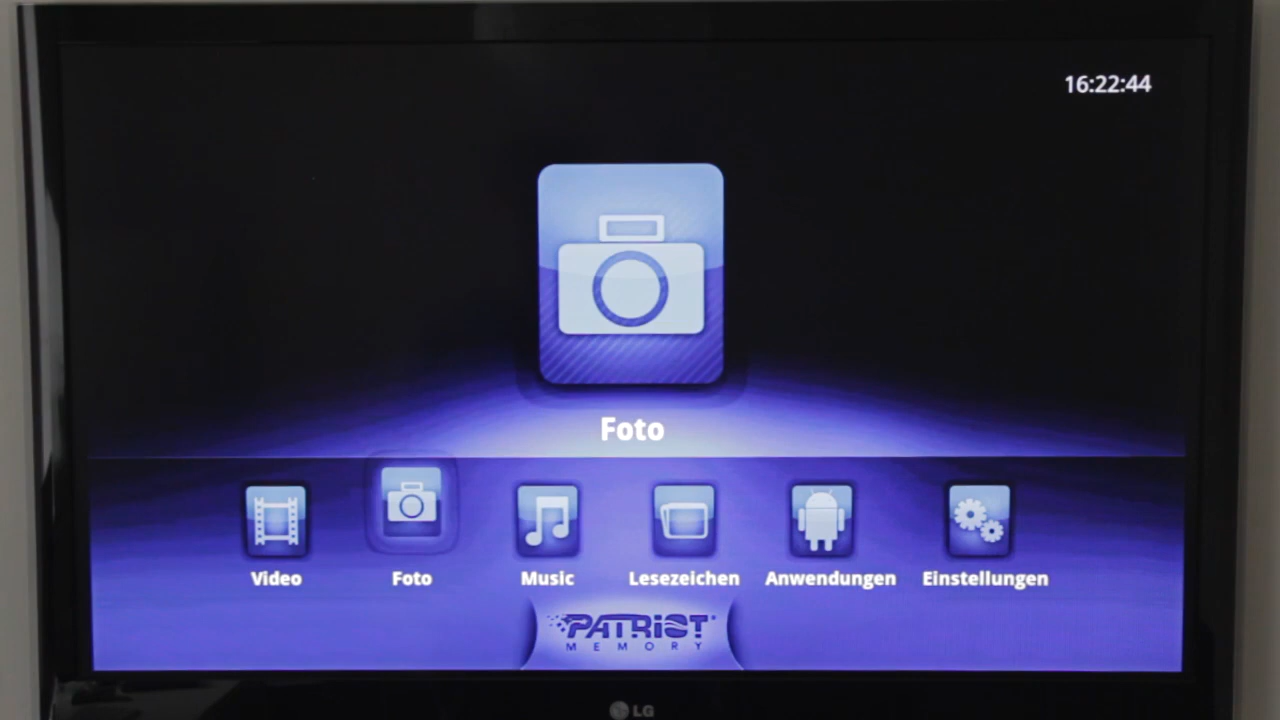 16:22:44
Foto
Video Foto Music Lesezeichen Anwendungen Einstellungen
PATRIOT
MEMORY
LG